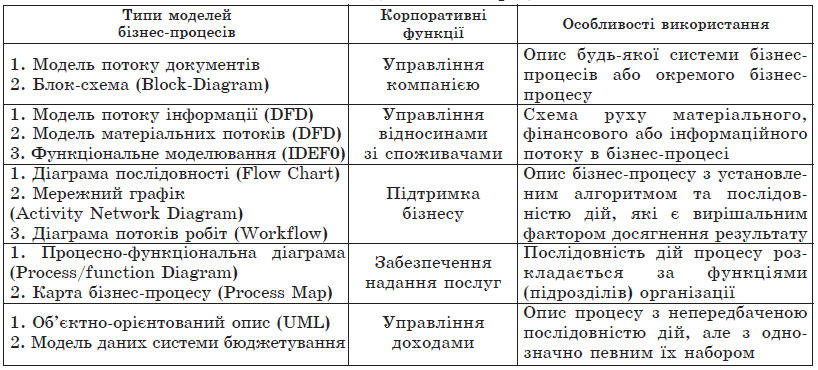 Типи моделей
бізнес-процесів
Корпоративні
функції
Особливості використання
1. Модель потоку документів
2. Блок-схема (Block-Diagram)
Управління
компанією
Опис будь-якої системи бізнес-
процесів або окремого бізнес-
процесу
1. Модель потоку інформації (DFD)
2. Модель матеріальних потоків (DFD)
3. Функціональне моделювання (IDEF0)
Управління
відносинами
зі споживачами
Схема руху матеріального,
фінансового або інформаційного
потоку в бізнес-процесі
1. Діаграма послідовності (Flow Chart)
2. Мережний графік
(Activity Network Diagram)
3. Діаграма потоків робіт (Workflow)
Підтримка
бізнесу
Опис бізнес-процесу з установле-
ним алгоритмом та послідов-
ністю дій, які є вирішальним
фактором досягнення результату
1. Процесно-функціональна діаграма
(Process/function Diagram)
2. Карта бізнес-процесу (Process Map)
Забезпечення
надання послуг
Послідовність дій процесу роз-
кладається за функціями
(підрозділів) організації
1. Об’єктно-орієнтований опис (UML)
2. Модель даних системи бюджетування
Управління
доходами
Опис процесу з непередбаченою
послідовністю дій, але з одно-
значно певним їх набором